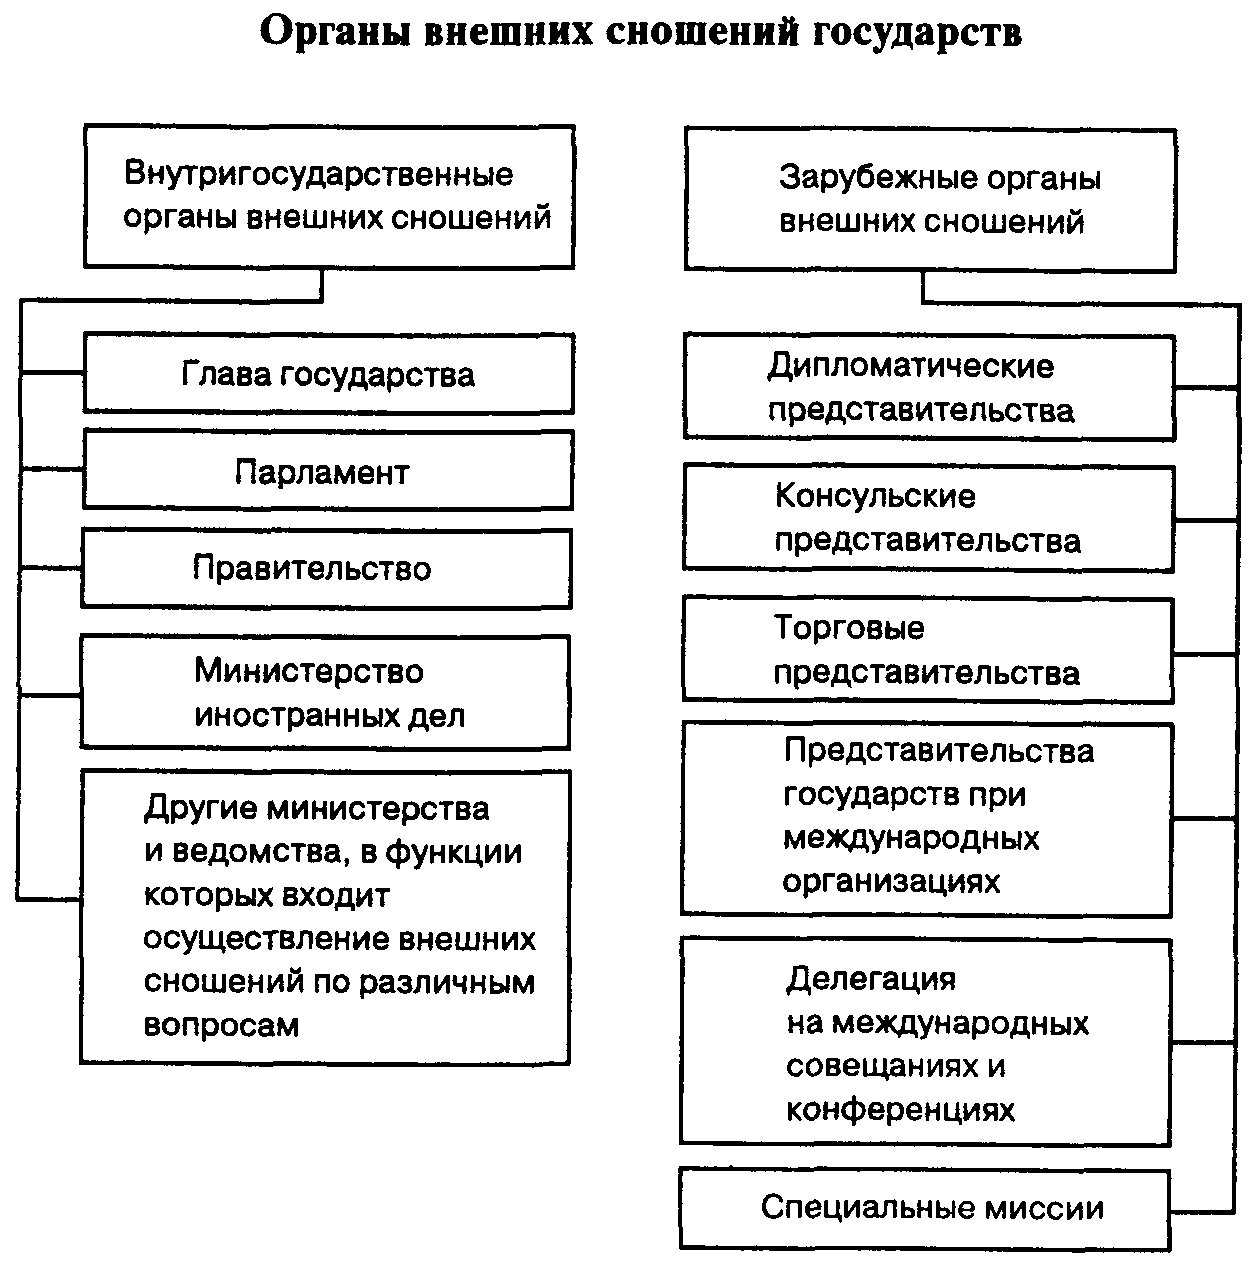 Органы внешних сношений государств
Внутригосударственные
органы внешних сношений
Глава государства
Парламент
Правительство
Министерство
иностранных дел
Другие министерства
и ведомства, в функции
которых входит
осуществление внешних
сношений по различным
вопросам
Зарубежные органы
внешних сношений
Дипломатические
представительства
Консульские
представительства
Торговые
представительства
Представительства
государств при
международных
организациях
Делегация
на международных
совещаниях и
конференциях
Специальные миссии